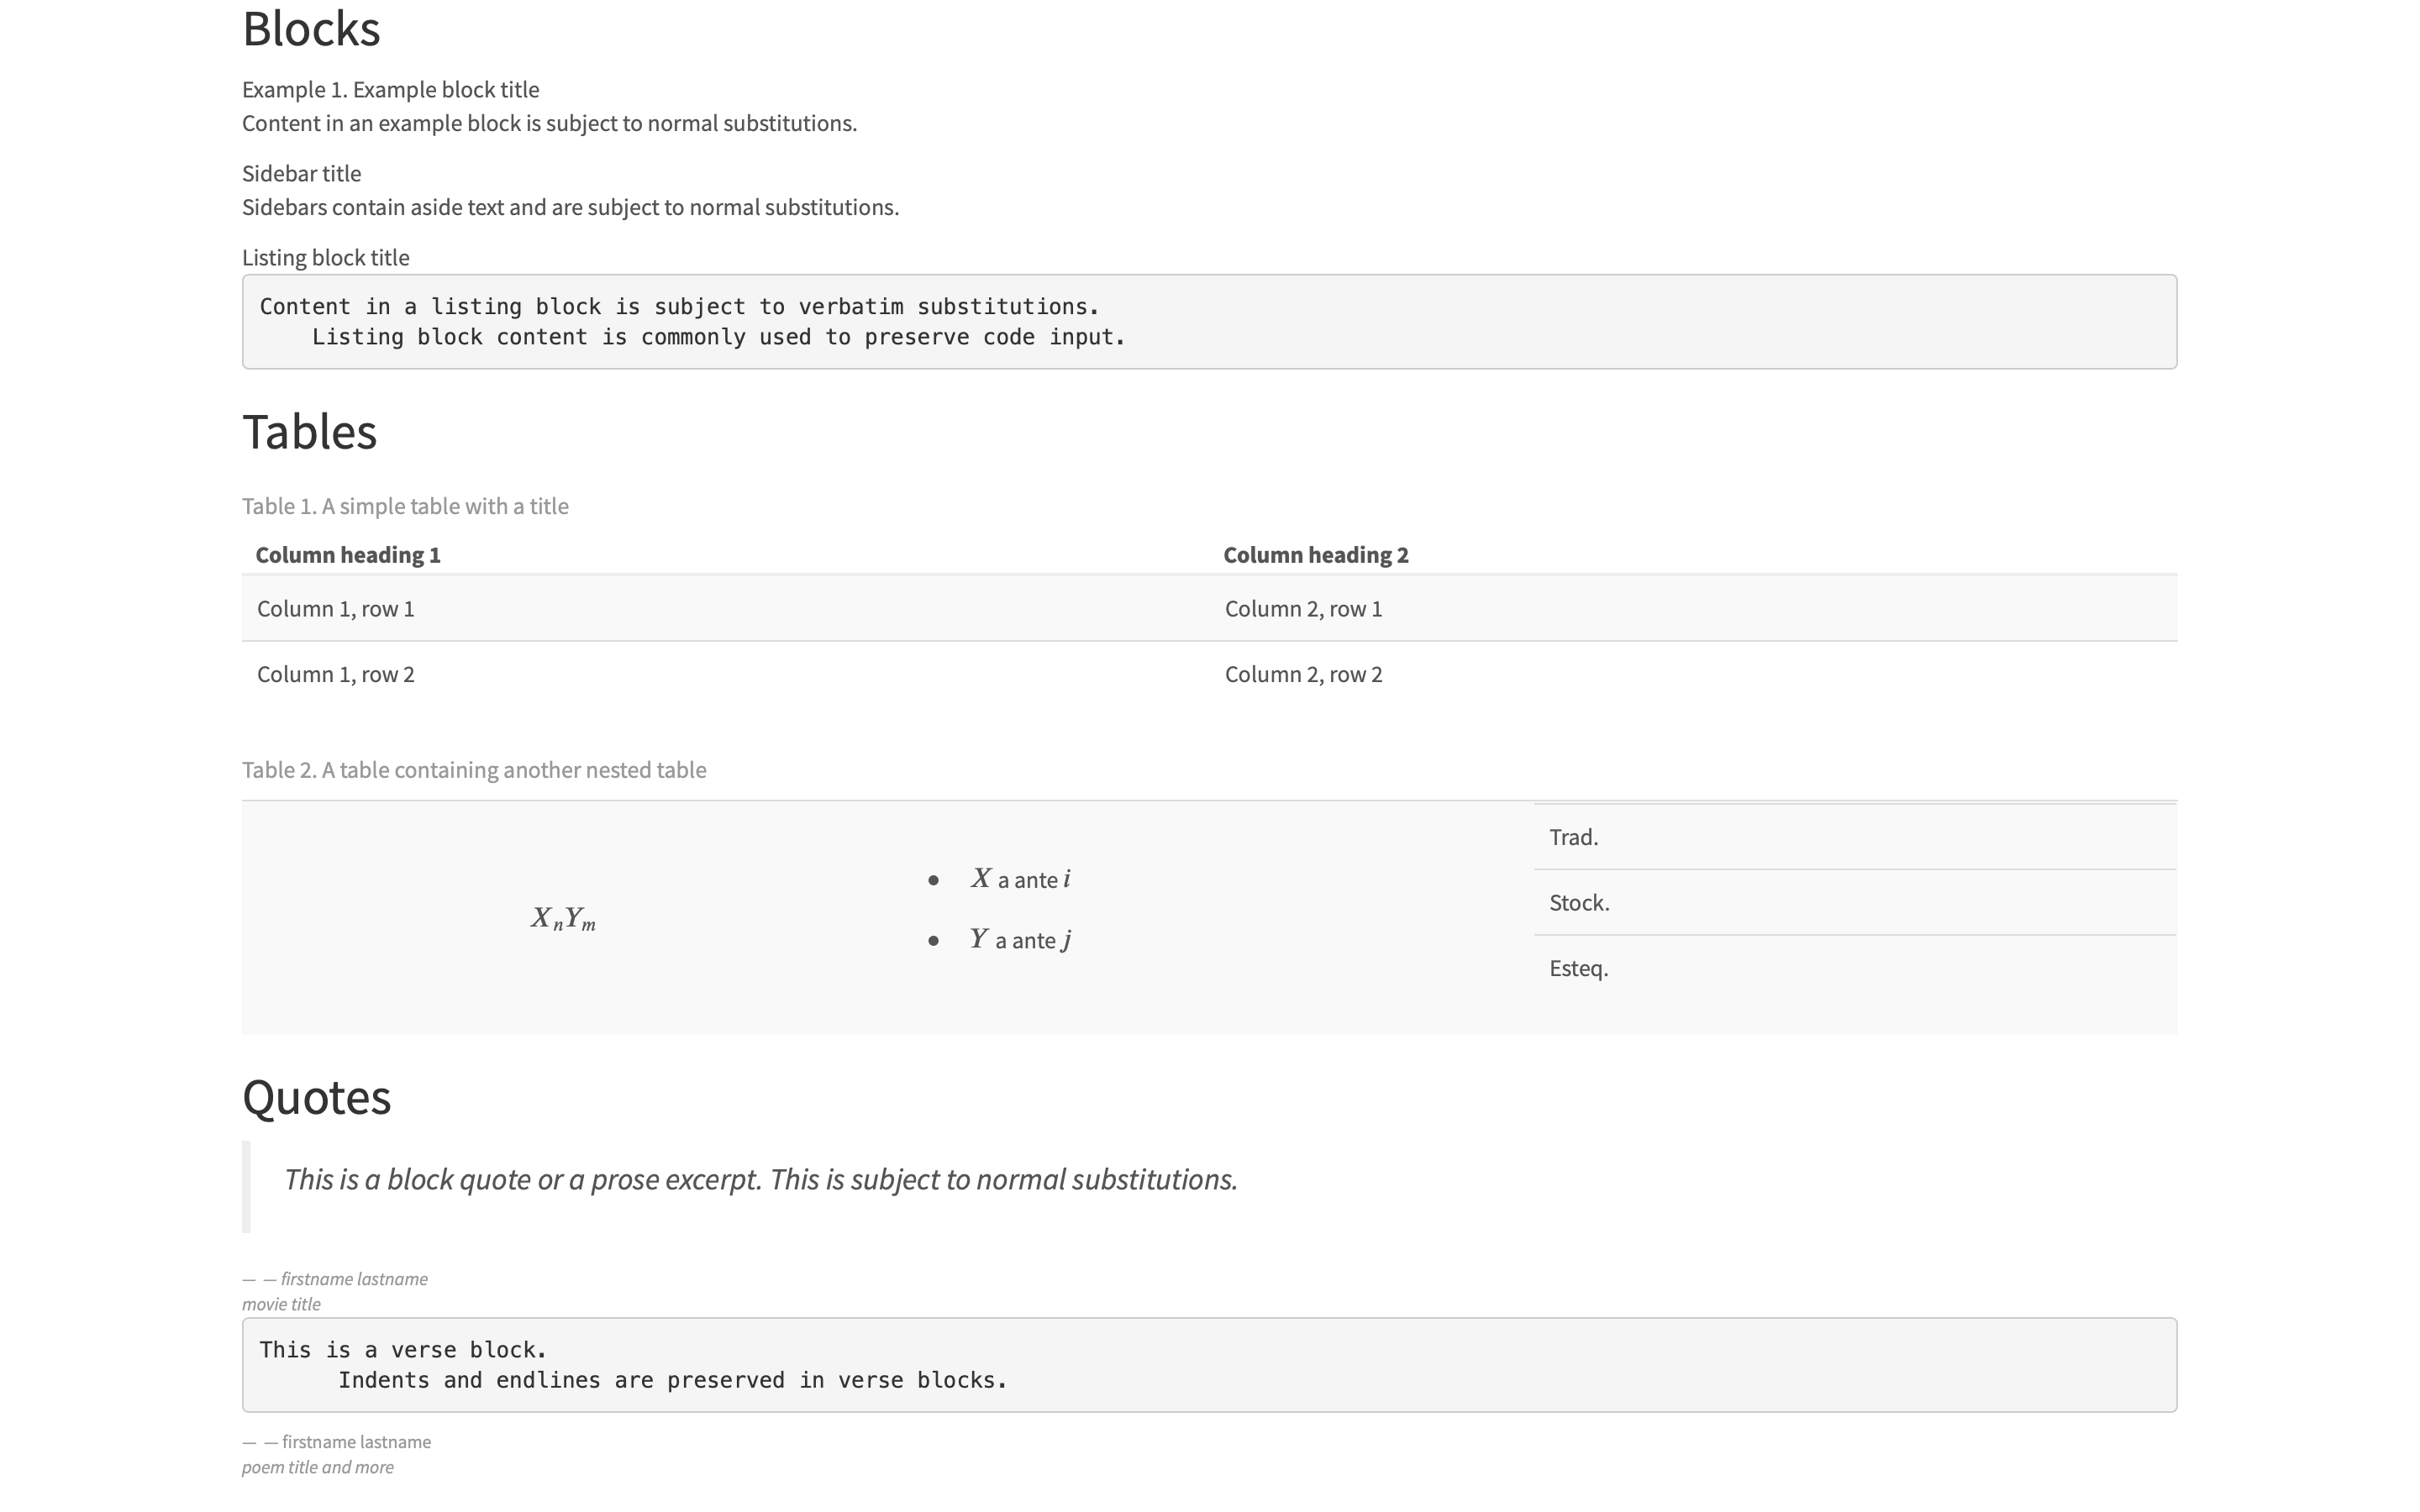 Blocks
Example 1. Example block title
Content in an example block is subject to normal substitutions.
Sidebar title
Sidebars contain aside text and are subject to normal substitutions.
Listing block title
Content in a listing block is subject to verbatim substitutions.
    Listing block content is commonly used to preserve code input.
Tables
Table 1. A simple table with a title
Column heading 1 Column heading 2
Column 1, row 1 Column 2, row 1
Column 1, row 2 Column 2, row 2
Table 2. A table containing another nested table
XₙYₘ
• X a ante i
• Y a ante j
Trad.
Stock.
Esteq.
Quotes
This is a block quote or a prose excerpt. This is subject to normal substitutions.
— — firstname lastname
movie title
This is a verse block.
      Indents and endlines are preserved in verse blocks.
— — firstname lastname
poem title and more